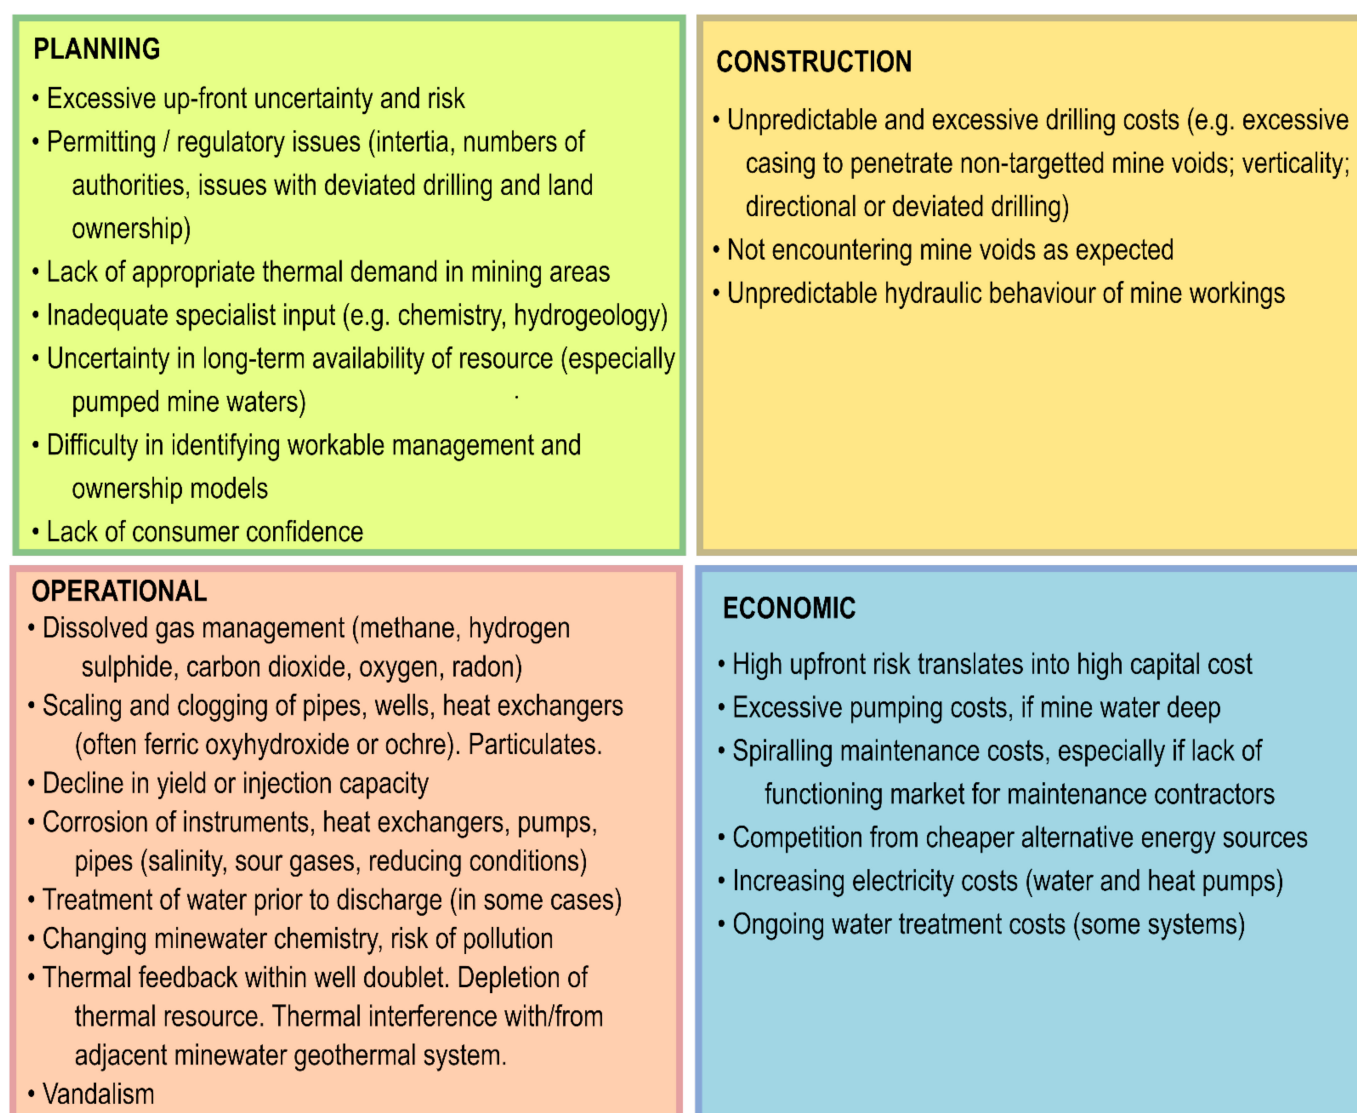 PLANNING
• Excessive up-front uncertainty and risk
• Permitting / regulatory issues (intertia, numbers of
authorities, issues with deviated drilling and land
ownership)
• Lack of appropriate thermal demand in mining areas
• Inadequate specialist input (e.g. chemistry, hydrogeology)
• Uncertainty in long-term availability of resource (especially
pumped mine waters)
• Difficulty in identifying workable management and
ownership models
• Lack of consumer confidence
CONSTRUCTION
• Unpredictable and excessive drilling costs (e.g. excessive
casing to penetrate non-targetted mine voids; verticality;
directional or deviated drilling)
• Not encountering mine voids as expected
• Unpredictable hydraulic behaviour of mine workings
OPERATIONAL
• Dissolved gas management (methane, hydrogen
sulphide, carbon dioxide, oxygen, radon)
• Scaling and clogging of pipes, wells, heat exchangers
(often ferric oxyhydroxide or ochre). Particulates.
• Decline in yield or injection capacity
• Corrosion of instruments, heat exchangers, pumps,
pipes (salinity, sour gases, reducing conditions)
• Treatment of water prior to discharge (in some cases)
• Changing minewater chemistry, risk of pollution
• Thermal feedback within well doublet. Depletion of
thermal resource. Thermal interference with/from
adjacent minewater geothermal system.
• Vandalism
ECONOMIC
• High upfront risk translates into high capital cost
• Excessive pumping costs, if mine water deep
• Spiralling maintenance costs, especially if lack of
functioning market for maintenance contractors
• Competition from cheaper alternative energy sources
• Increasing electricity costs (water and heat pumps)
• Ongoing water treatment costs (some systems)